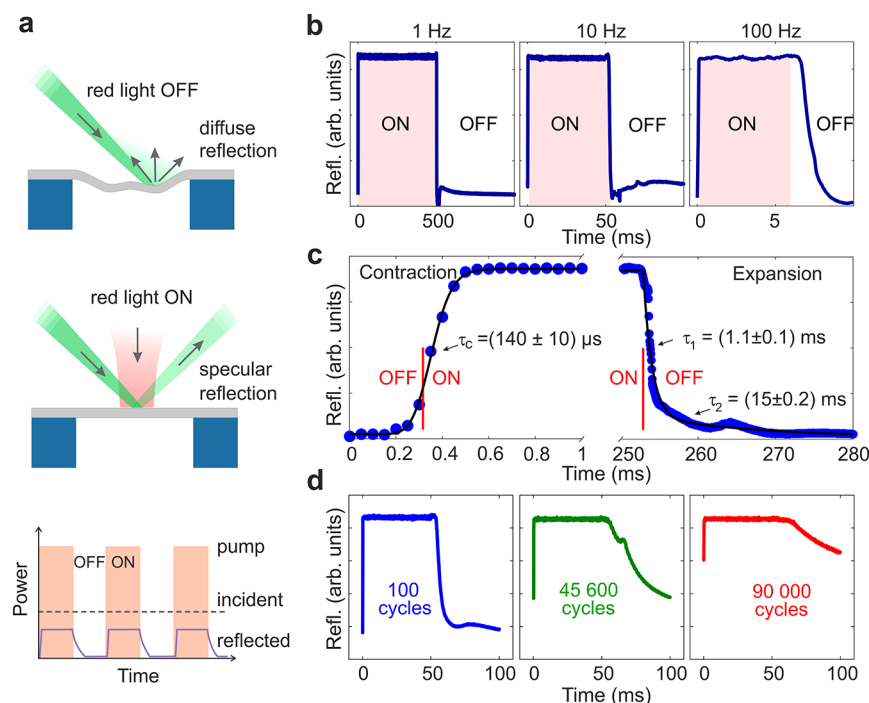 a
red light OFF
diffuse
reflection
red light ON
specular
reflection
Power
OFF
ON
pump
incident
reflected
Time
b
1 Hz
10 Hz
100 Hz
Refl. (arb. units)
ON
OFF
ON
OFF
ON
OFF
0
500
0
50
0
5
Time (ms)
c
Refl. (arb. units)
Contraction
Expansion
τC =(140 ± 10) µs
τ1 = (1.1±0.1) ms
OFF
ON
ON
OFF
τ2 = (15±0.2) ms
0
0.2
0.4
0.6
0.8
1
250
260
270
280
Time (ms)
Time (ms)
d
Refl. (arb. units)
100
cycles
45 600
cycles
90 000
cycles
0
50
100
0
50
100
0
50
100
Time (ms)